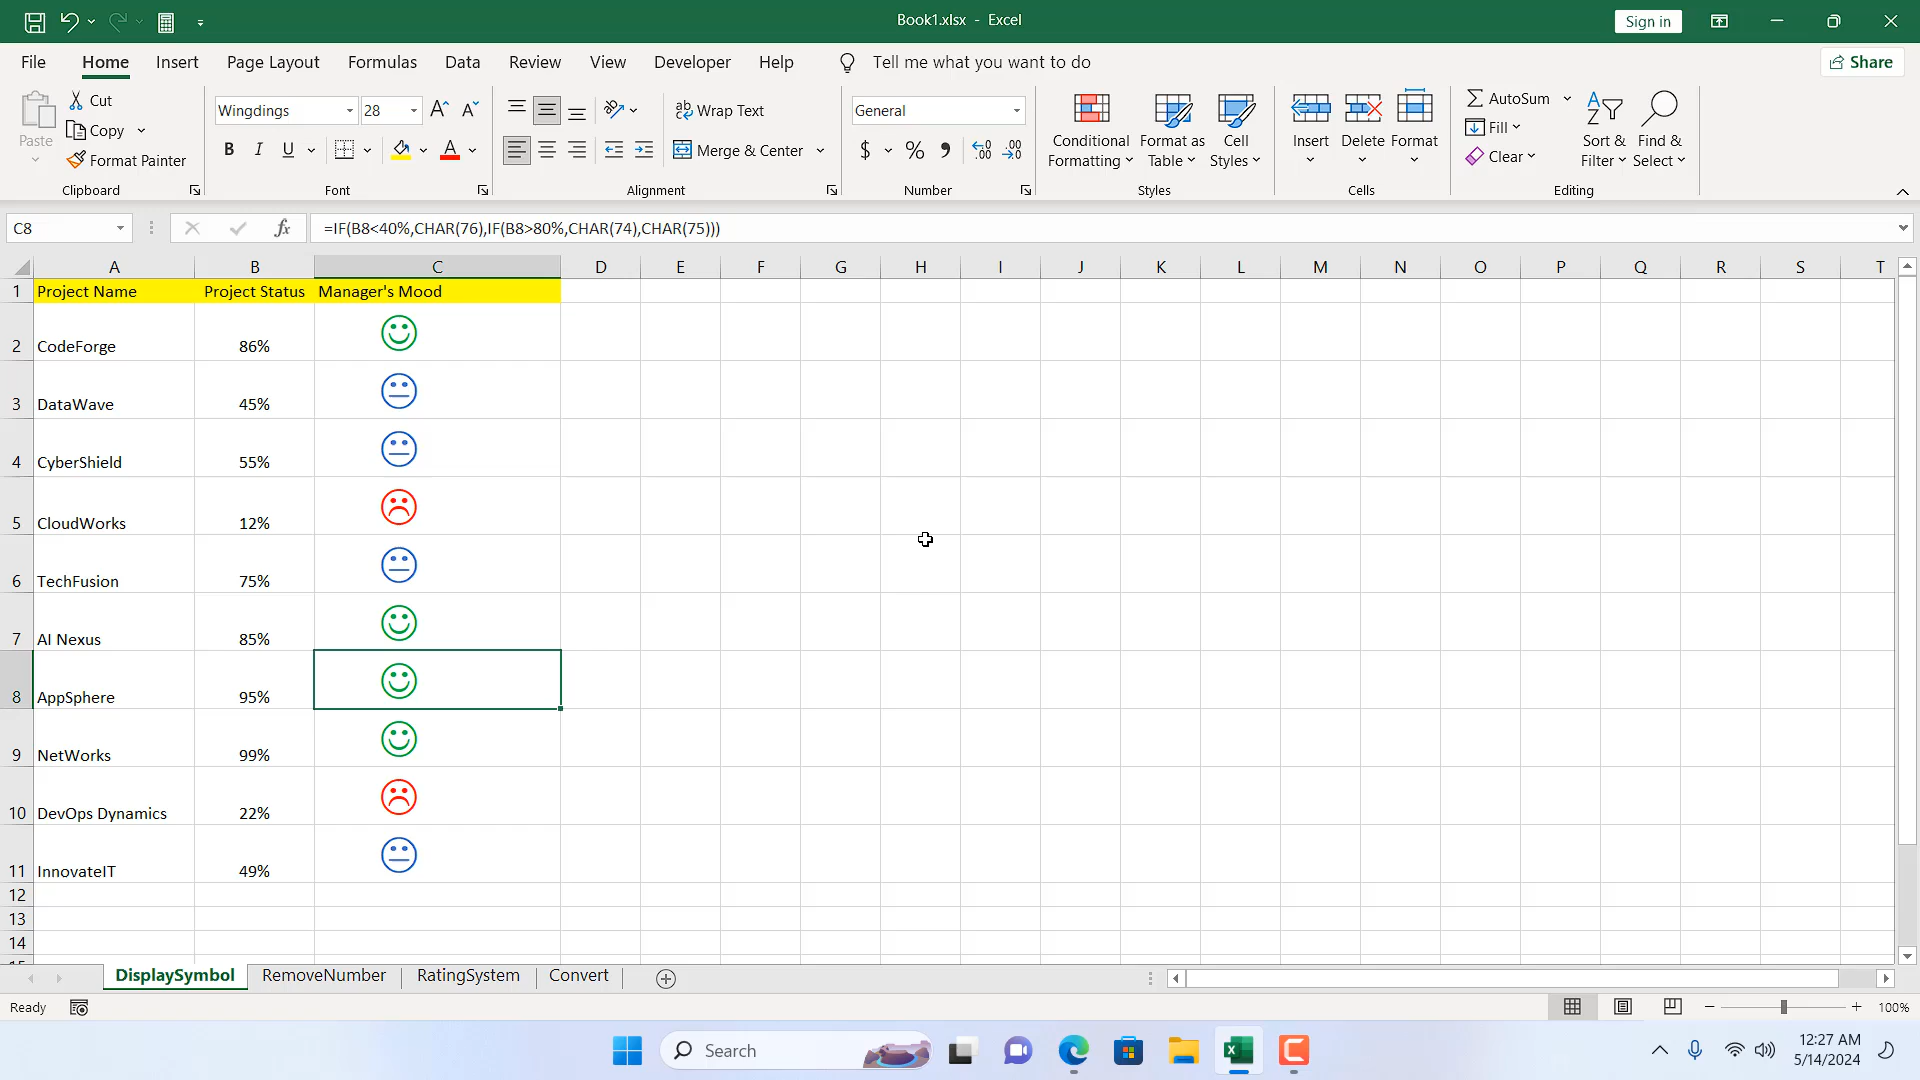 Book1.xlsx - Excel
Sign in
File Home Insert Page Layout Formulas Data Review View Developer Help Tell me what you want to do Share
Paste
Cut
Copy
Format Painter
Clipboard
Wingdings 28
B I U
Font
Wrap Text
Merge & Center
Alignment
General
$ % 9
Number
Conditional Formatting
Format as Table
Cell Styles
Styles
Insert Delete Format
Cells
AutoSum
Fill
Clear
Sort & Filter
Find & Select
Editing
C8 fx =IF(B8<40%,CHAR(76),IF(B8>80%,CHAR(74),CHAR(75)))
A B C D E F G H I J K L M N O P Q R S T
1 Project Name Project Status Manager's Mood
2 CodeForge 86%
3 DataWave 45%
4 CyberShield 55%
5 CloudWorks 12%
6 TechFusion 75%
7 AI Nexus 85%
8 AppSphere 95%
9 NetWorks 99%
10 DevOps Dynamics 22%
11 InnovateIT 49%
12
13
14
DisplaySymbol RemoveNumber RatingSystem Convert
Ready 100%
Search
12:27 AM
5/14/2024